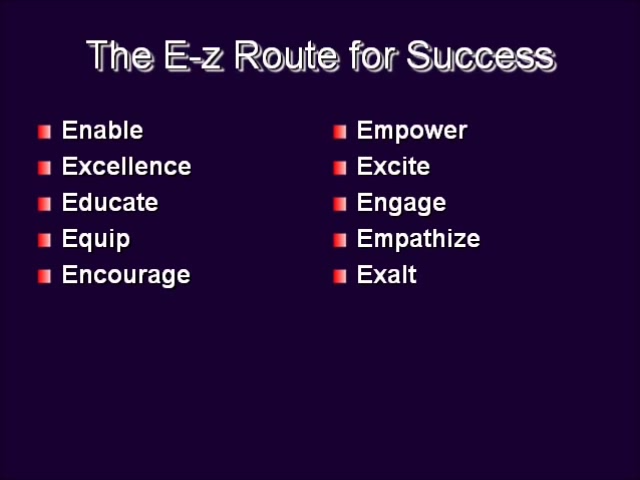 The E-z Route for Success
Enable
Excellence
Educate
Equip
Encourage
Empower
Excite
Engage
Empathize
Exalt